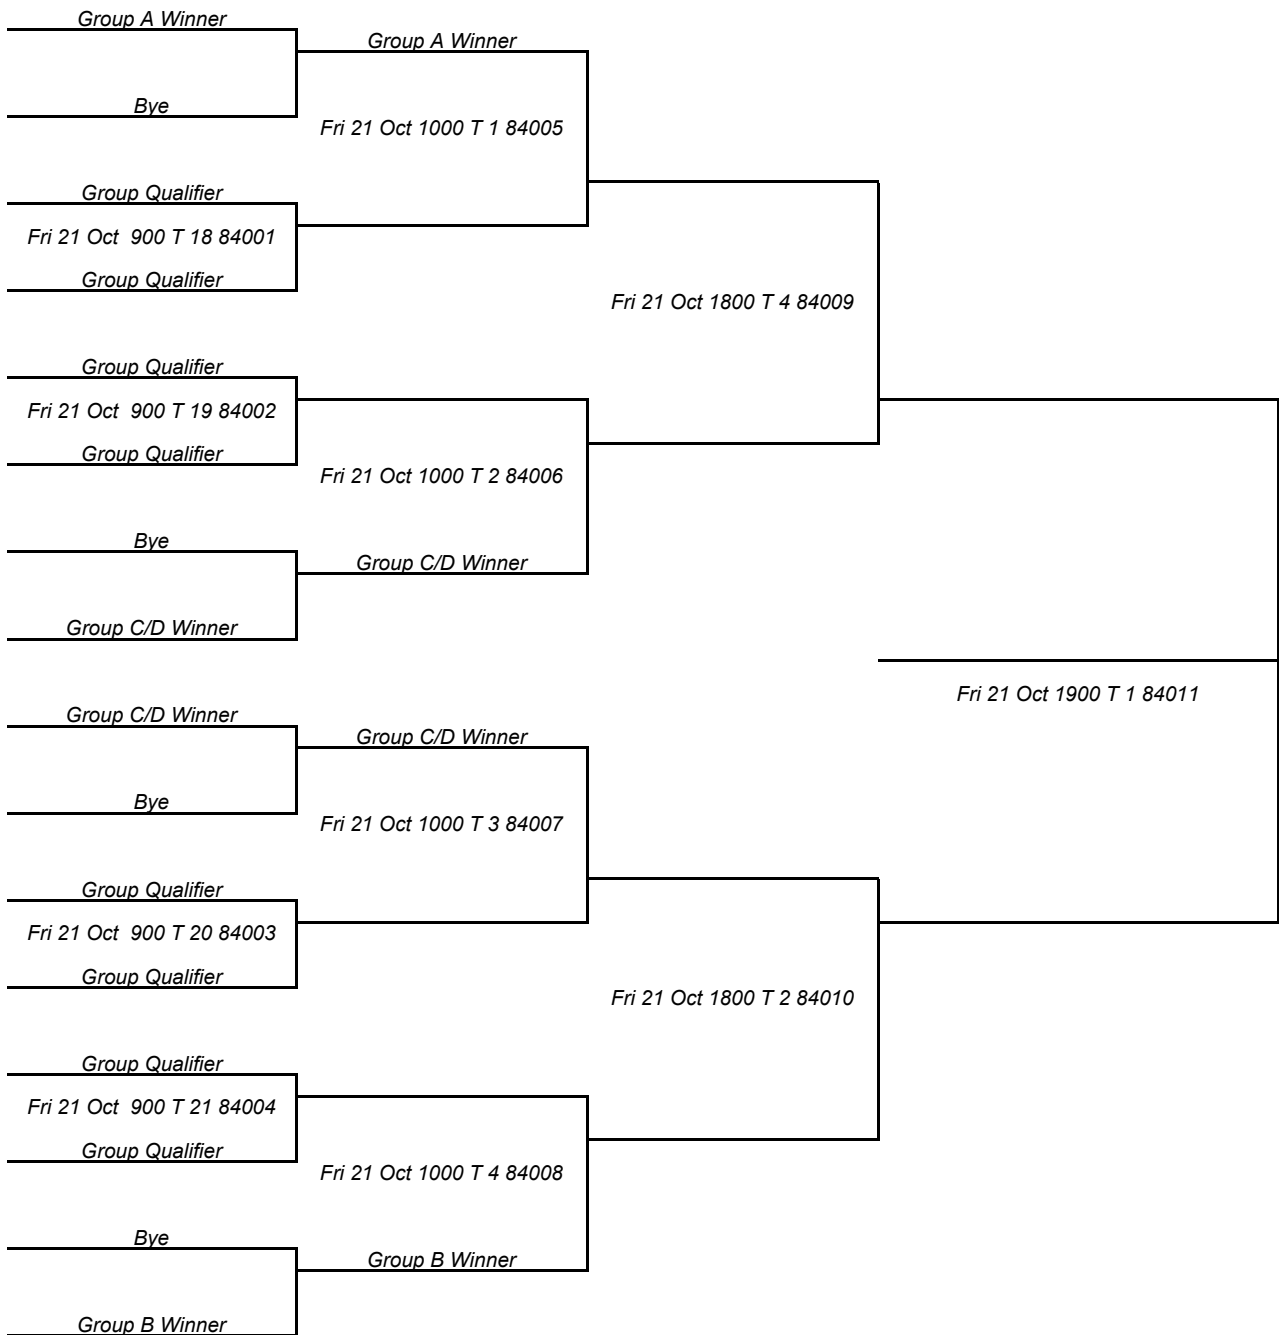 Group A Winner
Group A Winner
Bye
Fri 21 Oct 1000 T 1 84005
Group Qualifier
Fri 21 Oct  900 T 18 84001
Group Qualifier
Fri 21 Oct 1800 T 4 84009
Group Qualifier
Fri 21 Oct  900 T 19 84002
Group Qualifier
Fri 21 Oct 1000 T 2 84006
Bye
Group C/D Winner
Group C/D Winner
Fri 21 Oct 1900 T 1 84011
Group C/D Winner
Group C/D Winner
Bye
Fri 21 Oct 1000 T 3 84007
Group Qualifier
Fri 21 Oct  900 T 20 84003
Group Qualifier
Fri 21 Oct 1800 T 2 84010
Group Qualifier
Fri 21 Oct  900 T 21 84004
Group Qualifier
Fri 21 Oct 1000 T 4 84008
Bye
Group B Winner
Group B Winner